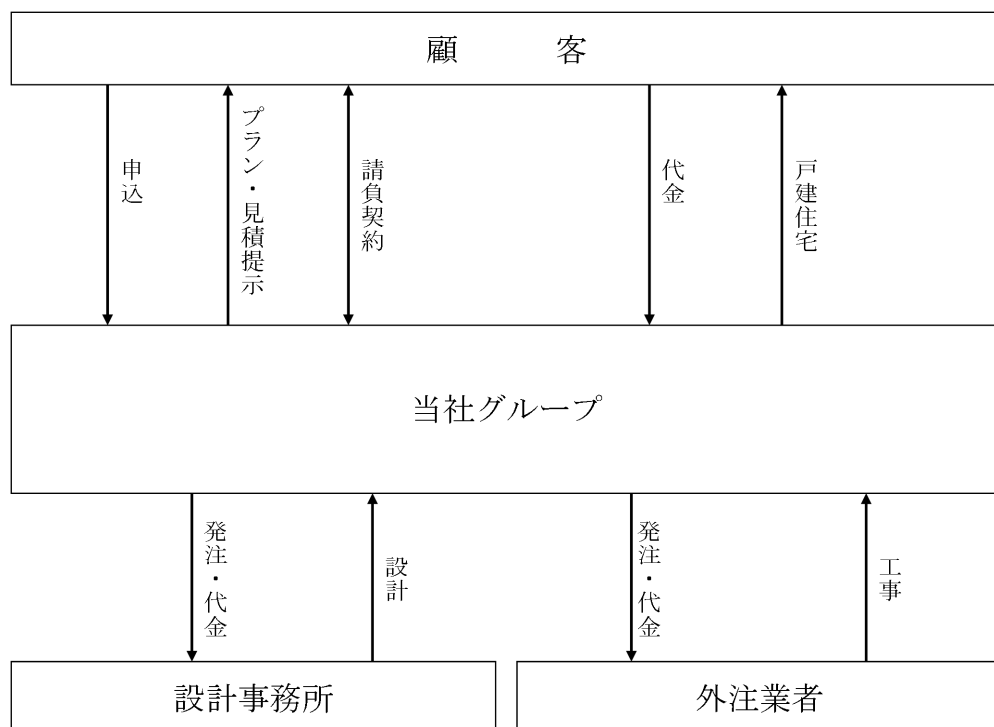 顧　　　客
申込
プラン・見積提示
請負契約
代金
戸建住宅
当社グループ
発注・代金
設計
発注・代金
工事
設計事務所
外注業者